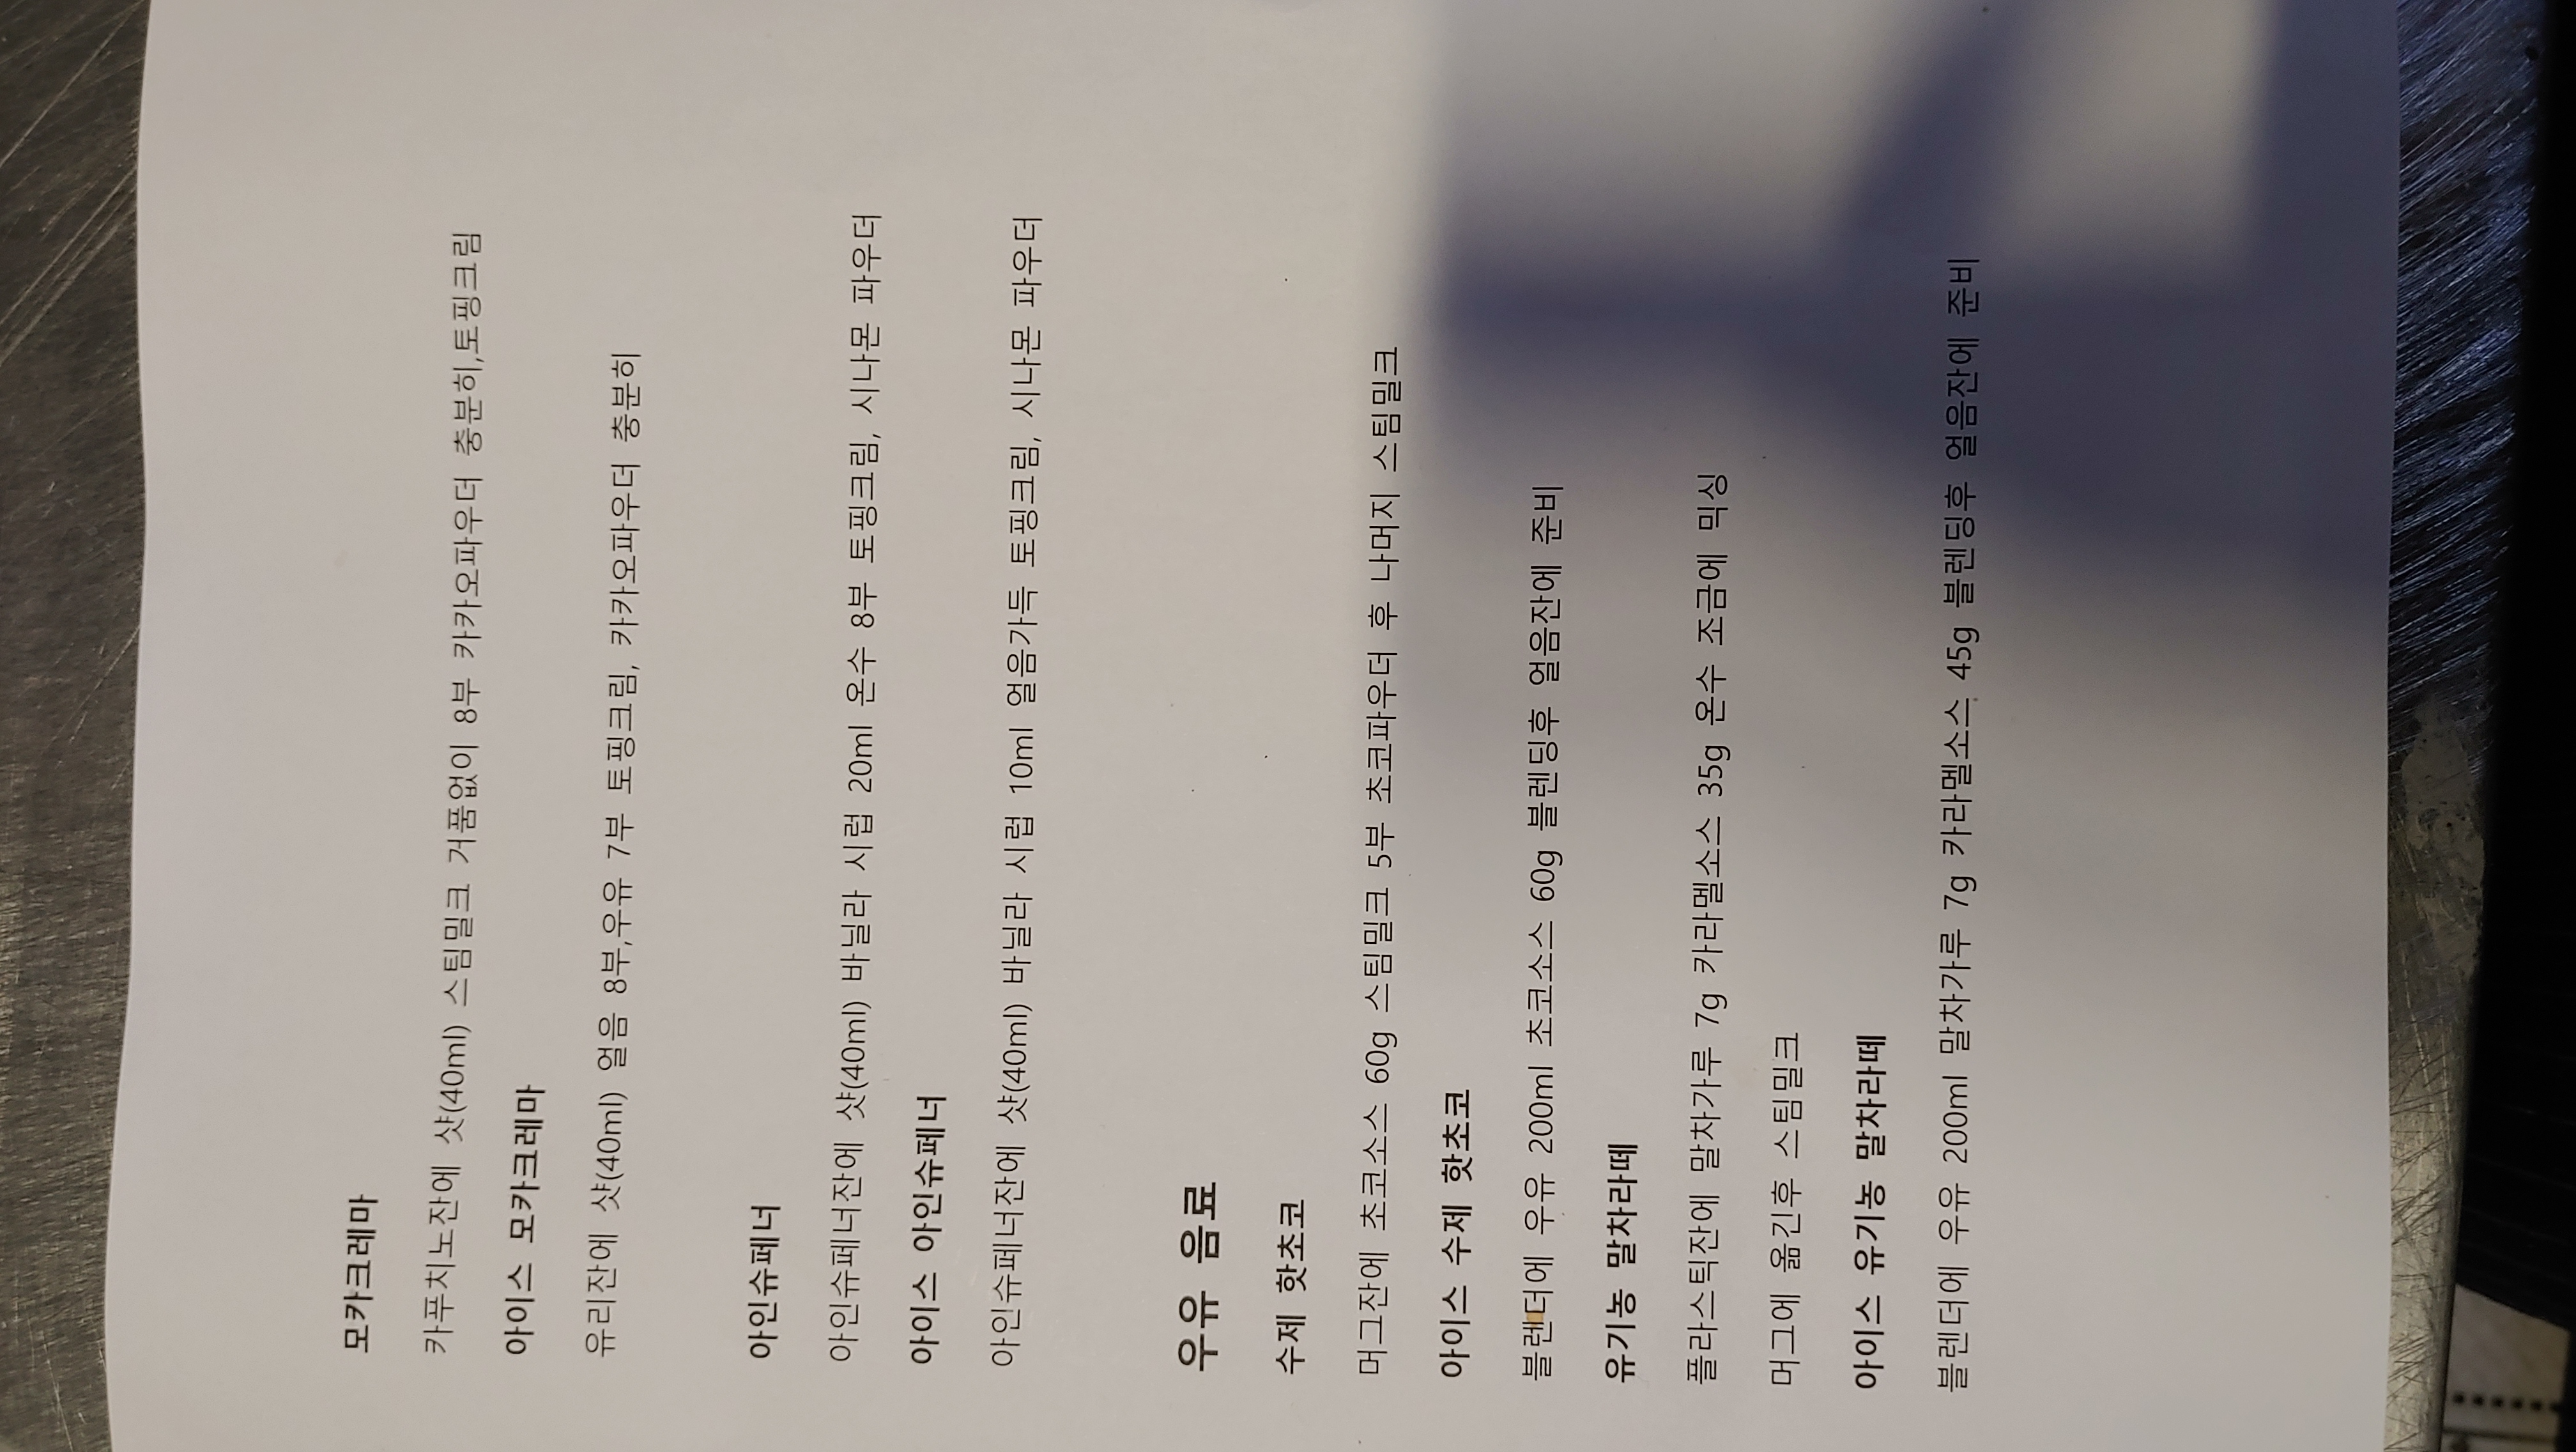 모카크레마
카푸치노잔에 샷(40ml) 스팀밀크 거품없이 8부 카카오파우더 충분히,토핑크림
아이스 모카크레마
유리잔에 샷(40ml) 얼음 8부,우유 7부 토핑크림, 카카오파우더 충분히
아인슈페너
아인슈페너잔에 샷(40ml) 바닐라 시럽 20ml 온수 8부 토핑크림, 시나몬 파우더
아이스 아인슈페너
아인슈페너잔에 샷(40ml) 바닐라 시럽 10ml 얼음가득 토핑크림, 시나몬 파우더
우유 음료
수제 핫초코
머그잔에 초코소스 60g 스팀밀크 5부 초코파우더 후 나머지 스팀밀크
아이스 수제 핫초코
블렌더에 우유 200ml 초코소스 60g 블렌딩후 얼음잔에 준비
유기농 말차라떼
플라스틱잔에 말차가루 7g 카라멜소스 35g 온수 조금에 믹싱
머그에 옮긴후 스팀밀크
아이스 유기농 말차라떼
블렌더에 우유 200ml 말차가루 7g 카라멜소스 45g 블렌딩후 얼음잔에 준비